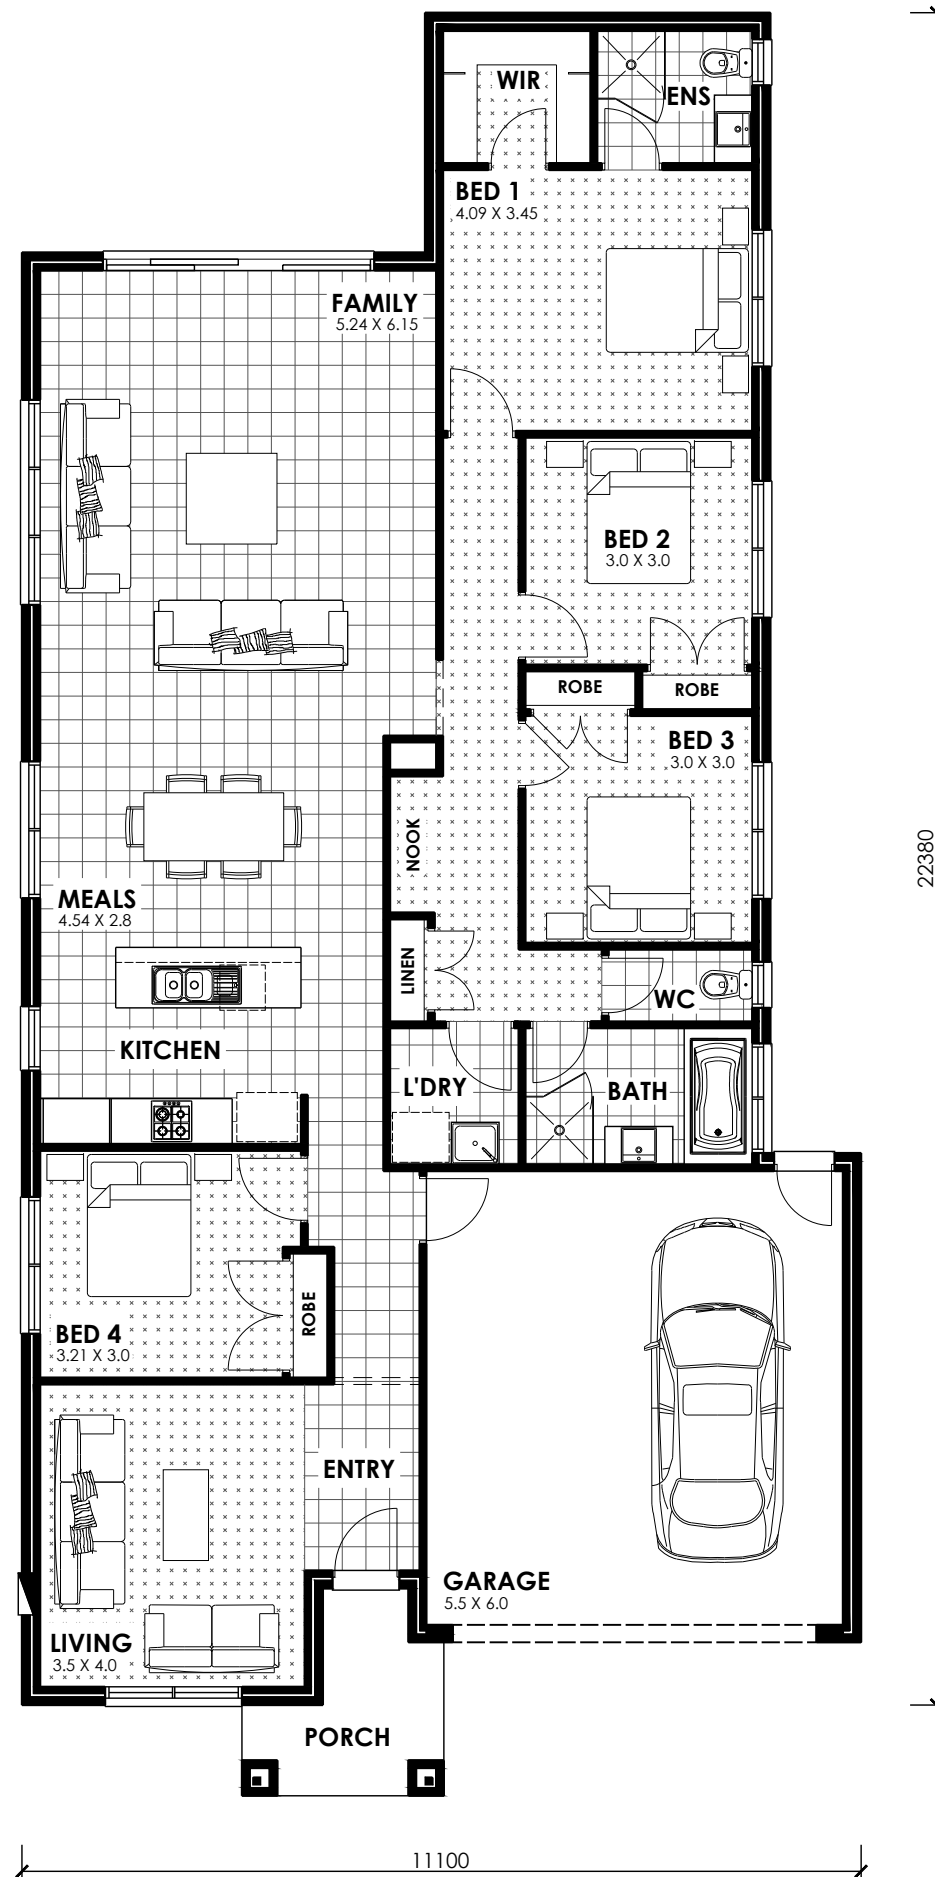 WIR
ENS
BED 1
4.09 X 3.45
FAMILY
5.24 X 6.15
BED 2
3.0 X 3.0
ROBE
ROBE
BED 3
3.0 X 3.0
NOOK
22380
MEALS
4.54 X 2.8
LINEN
WC
KITCHEN
L'DRY
BATH
ROBE
BED 4
3.21 X 3.0
ENTRY
GARAGE
5.5 X 6.0
LIVING
3.5 X 4.0
PORCH
11100